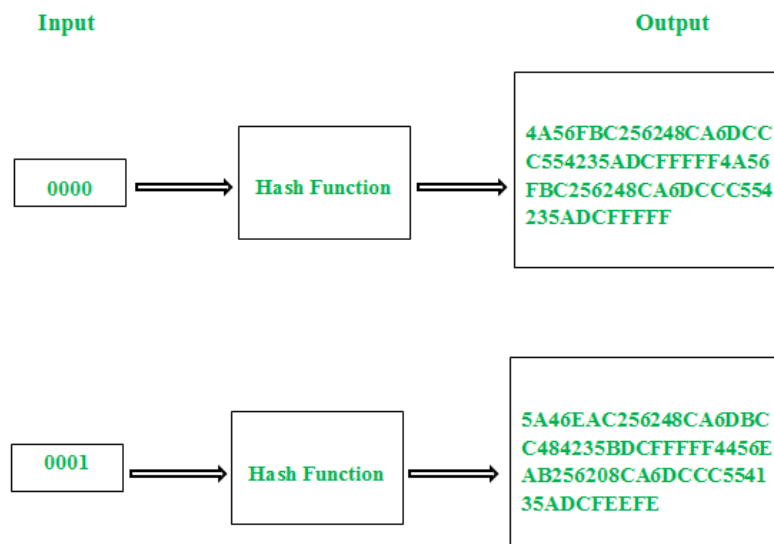 Input Output
4A56FBC256248CA6DCC
C554235ADCFFFFF4A56
FBC256248CA6DCCC554
235ADCFFFFF
0000 Hash Function
5A46EAC256248CA6DBC
C484235BDCFFFFF4456E
AB256208CA6DCCC5541
35ADCFEEFE
0001 Hash Function